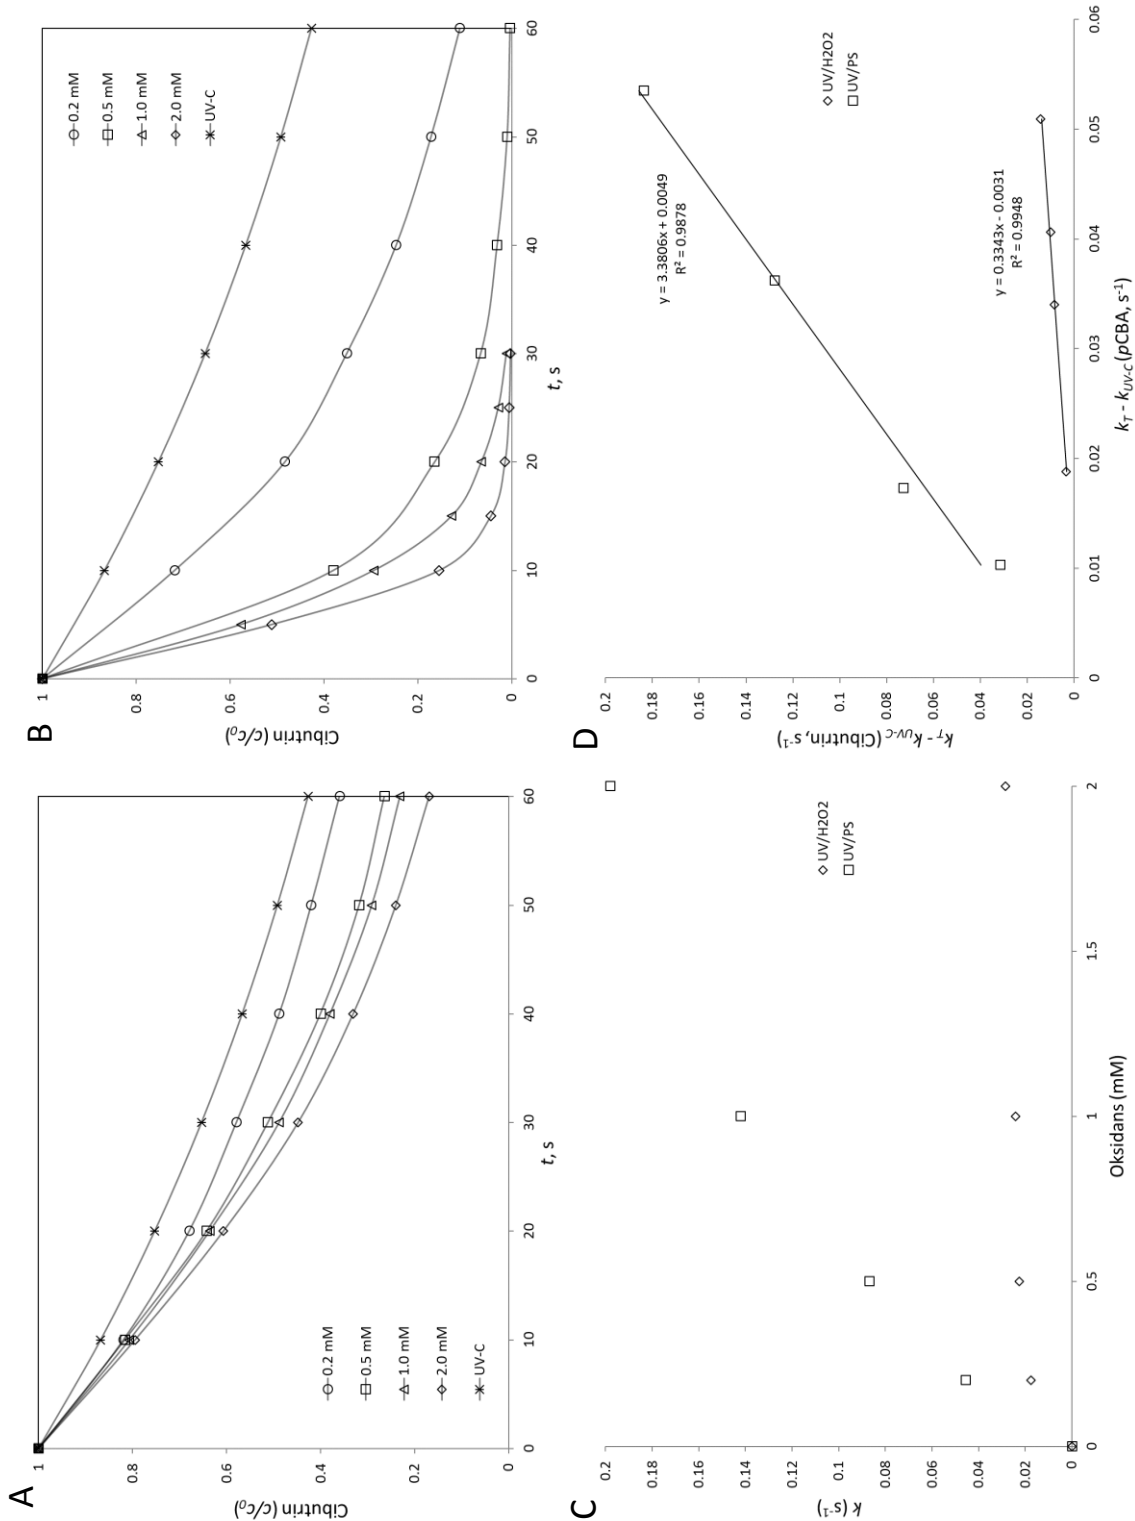 A
Cibutrin (c/c₀)
1
0.8
0.6
0.4
0.2
0
0
10
20
30
40
50
60
t, s
0.2 mM
0.5 mM
1.0 mM
2.0 mM
UV-C
B
Cibutrin (c/c₀)
1
0.8
0.6
0.4
0.2
0
0
10
20
30
40
50
60
t, s
0.2 mM
0.5 mM
1.0 mM
2.0 mM
UV-C
C
k (s⁻¹)
0.2
0.18
0.16
0.14
0.12
0.1
0.08
0.06
0.04
0.02
0
0
0.5
1
1.5
2
Oksidans (mM)
UV/H2O2
UV/PS
D
k_T - k_UV-C (Cibutrin, s⁻¹)
0.2
0.18
0.16
0.14
0.12
0.1
0.08
0.06
0.04
0.02
0
0
0.01
0.02
0.03
0.04
0.05
0.06
k_T - k_UV-C (pCBA, s⁻¹)
y = 3.3806x + 0.0049
R² = 0.9878
y = 0.3343x - 0.0031
R² = 0.9948
UV/H2O2
UV/PS